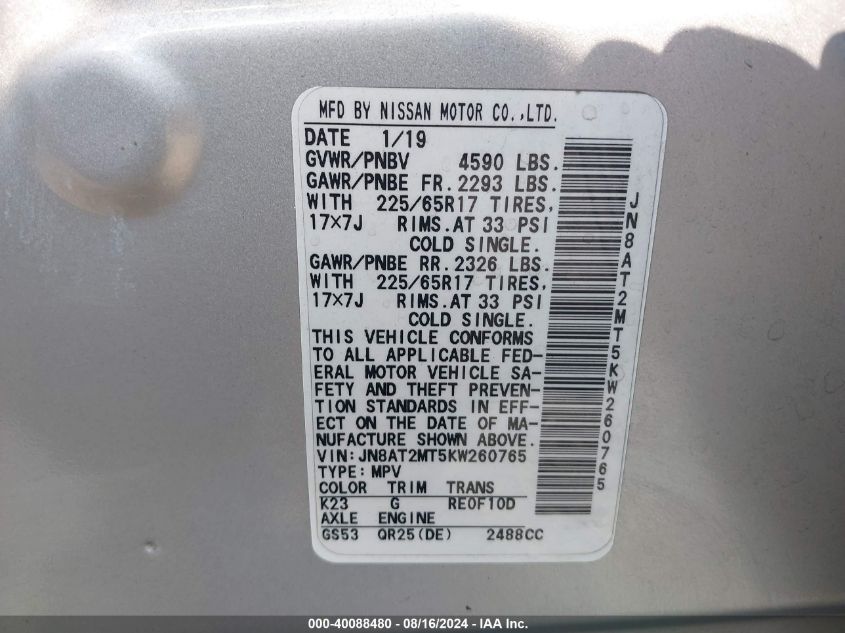 MFD BY NISSAN MOTOR CO.,LTD.
DATE 1/19
GVWR/PNBV 4590 LBS.
GAWR/PNBE FR. 2293 LBS.
WITH 225/65R17 TIRES,
17×7J RIMS.AT 33 PSI
COLD SINGLE.
GAWR/PNBE RR. 2326 LBS.
WITH 225/65R17 TIRES,
17×7J RIMS.AT 33 PSI
COLD SINGLE.
THIS VEHICLE CONFORMS
TO ALL APPLICABLE FED-
ERAL MOTOR VEHICLE SA-
FETY AND THEFT PREVEN-
TION STANDARDS IN EFF-
ECT ON THE DATE OF MA-
NUFACTURE SHOWN ABOVE.
VIN:JN8AT2MT5KW260765
TYPE:MPV
COLOR TRIM TRANS
K23 G RE0F10D
AXLE ENGINE
GS53 QR25(DE) 2488CC
JN8AT2MT5KW260765
000-40088480 - 08/16/2024 - IAAI.COM